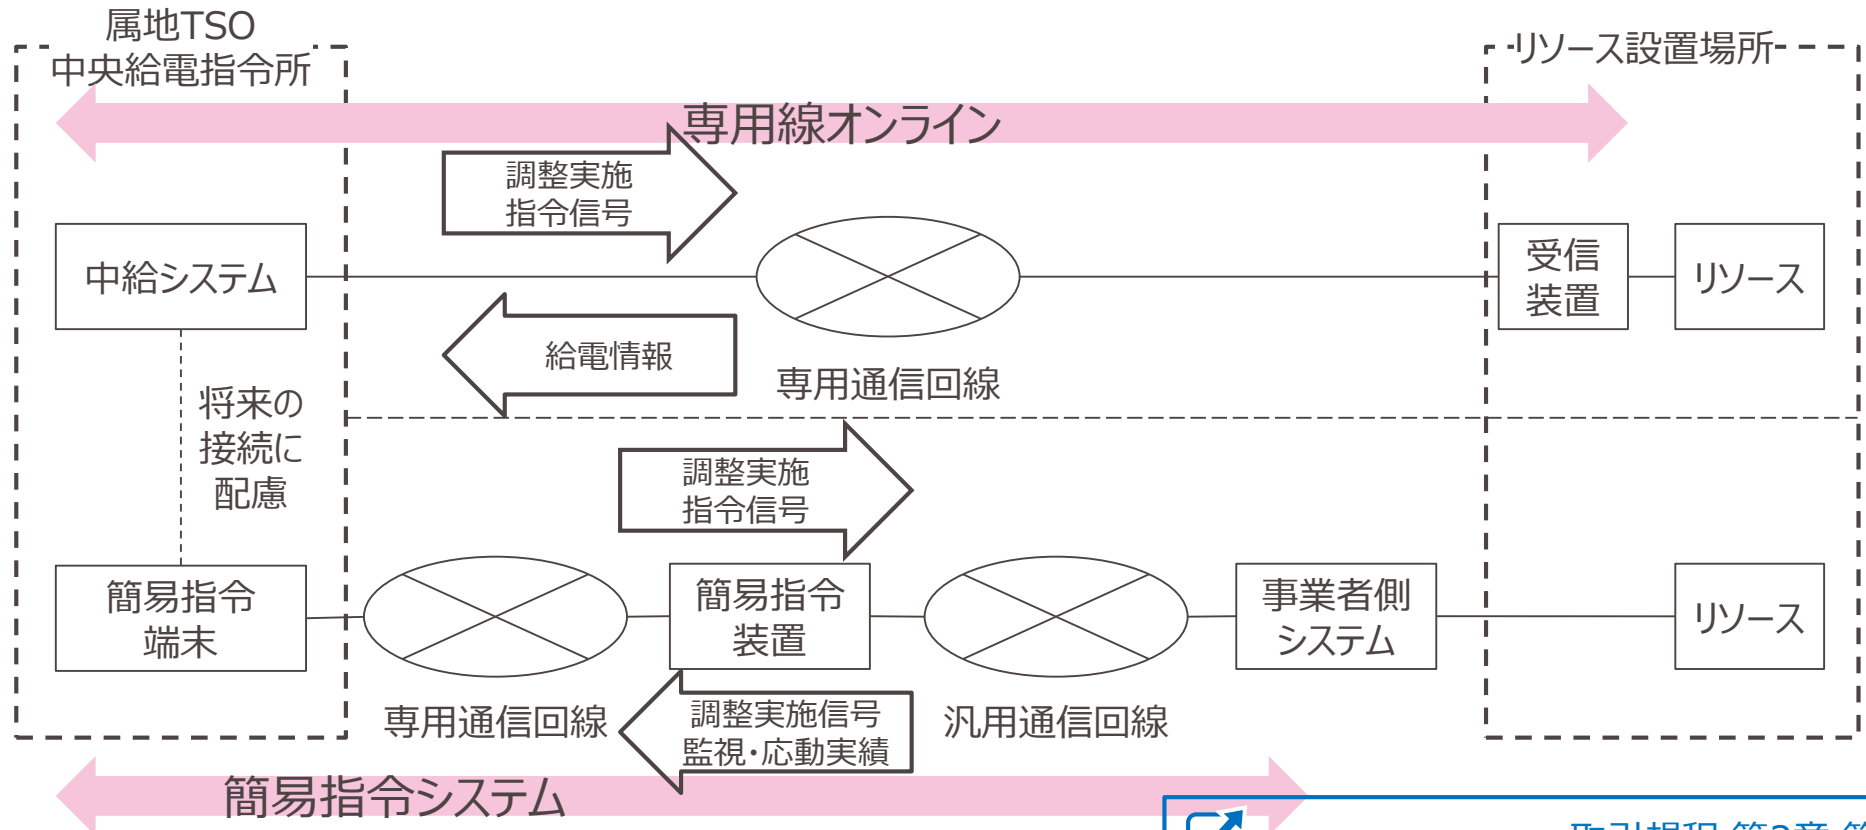 属地TSO
中央給電指令所
リソース設置場所
専用線オンライン
調整実施
指令信号
中給システム
受信
装置
リソース
給電情報
専用通信回線
将来の
接続に
配慮
調整実施
指令信号
簡易指令
端末
簡易指令
装置
事業者側
システム
リソース
専用通信回線
調整実施信号
監視・応動実績
汎用通信回線
簡易指令システム